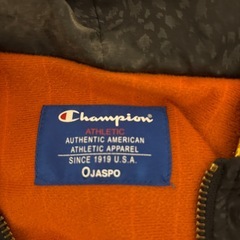 Champion
ATHLETIC
AUTHENTIC AMERICAN
ATHLETIC APPAREL
SINCE 1919 U.S.A.
OJASPO